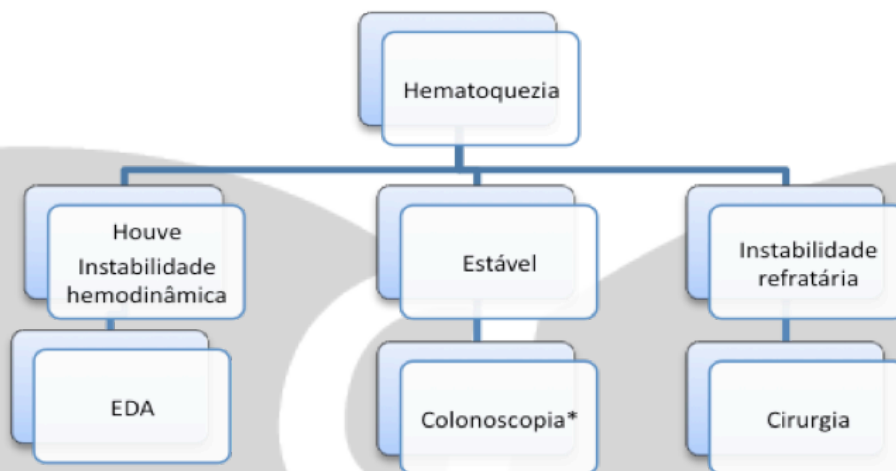 Hematoquezia
Houve
Instabilidade
hemodinâmica
Estável
Instabilidade
refratária
EDA
Colonoscopia*
Cirurgia